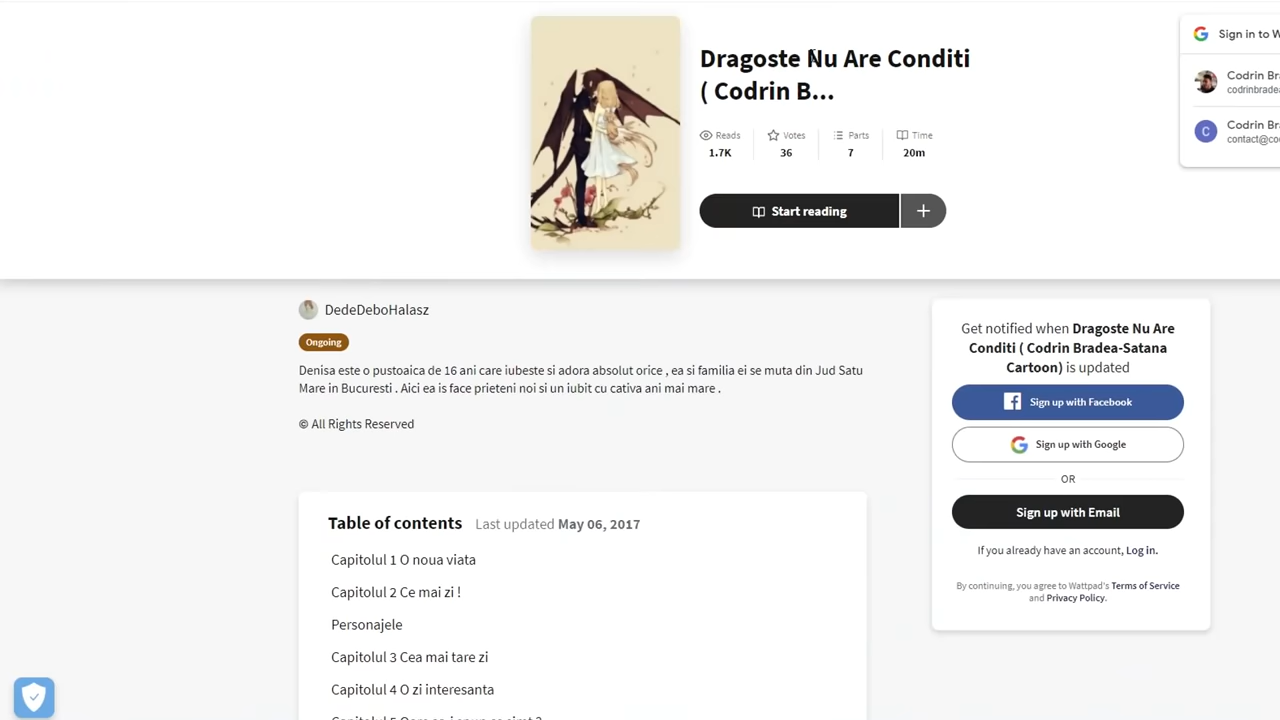 Dragoste Nu Are Conditi
( Codrin B...
Reads
Votes
Parts
Time
1.7K
36
7
20m
Start reading
Sign in to W
Codrin Bra
codrinbradea
C
Codrin Bra
contact@co
DedeDeboHalasz
Ongoing
Denisa este o pustoaica de 16 ani care iubeste si adora absolut orice , ea si familia ei se muta din Jud Satu
Mare in Bucuresti . Aici ea is face prieteni noi si un iubit cu cativa ani mai mare .
© All Rights Reserved
Table of contents Last updated May 06, 2017
Capitolul 1 O noua viata
Capitolul 2 Ce mai zi !
Personajele
Capitolul 3 Cea mai tare zi
Capitolul 4 O zi interesanta
Get notified when Dragoste Nu Are
Conditi ( Codrin Bradea-Satana
Cartoon) is updated
Sign up with Facebook
Sign up with Google
OR
Sign up with Email
If you already have an account, Log in.
By continuing, you agree to Wattpad's Terms of Service
and Privacy Policy.